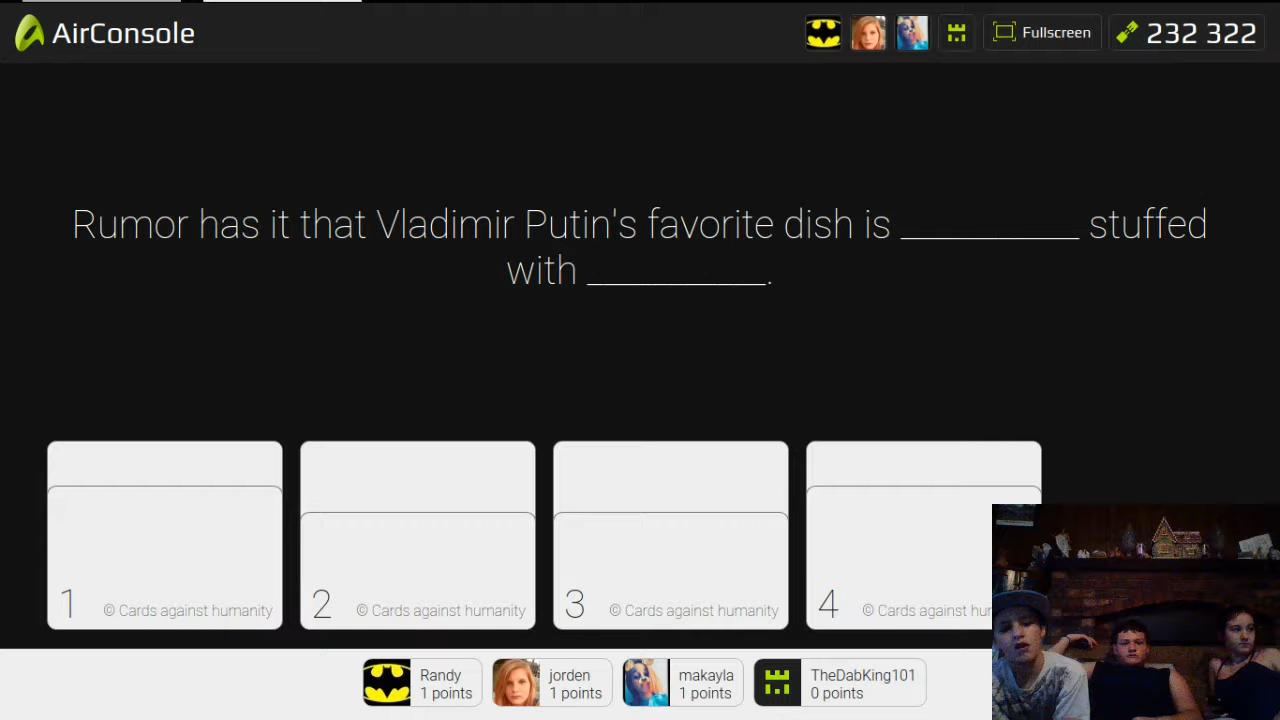 AirConsole
Fullscreen
232 322
Rumor has it that Vladimir Putin's favorite dish is __________ stuffed
with __________.
1 © Cards against humanity
2 © Cards against humanity
3 © Cards against humanity
4 © Cards against
Randy
1 points
jorden
1 points
makayla
1 points
TheDabKing101
0 points